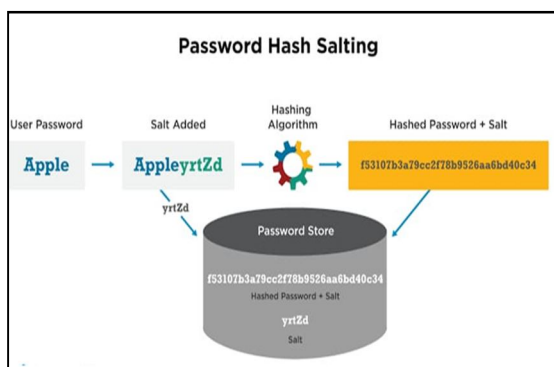 Password Hash Salting
User Password
Salt Added
Hashing
Algorithm
Hashed Password + Salt
Apple
AppleyrtZd
f53107b3a79cc2f78b9526aa6bd40c34
yrtZd
Password Store
f53107b3a79cc2f78b9526aa6bd40c34
Hashed Password + Salt
yrtZd
Salt